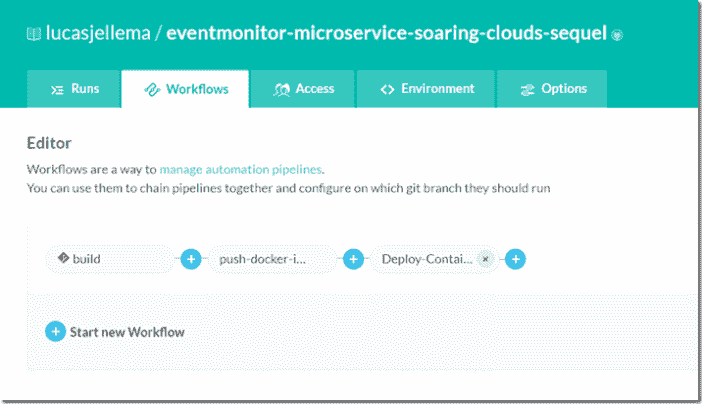 lucasjellema / eventmonitor-microservice-soaring-clouds-sequel
Runs
Workflows
Access
Environment
Options
Editor
Workflows are a way to manage automation pipelines.
You can use them to chain pipelines together and configure on which git branch they should run
build
push-docker-i...
Deploy-Contai...
Start new Workflow